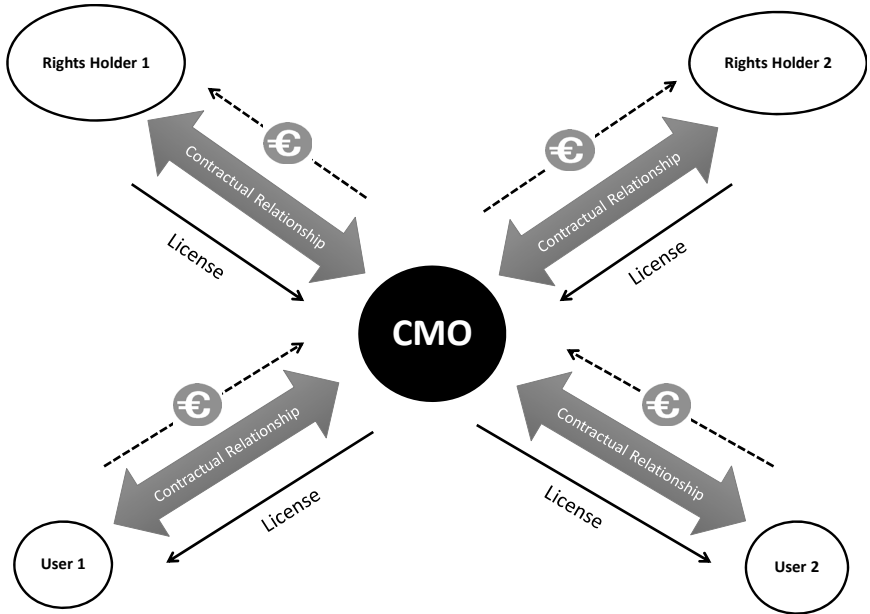 Rights Holder 1
Rights Holder 2
€
€
Contractual Relationship
Contractual Relationship
License
License
CMO
€
€
Contractual Relationship
Contractual Relationship
License
License
User 1
User 2